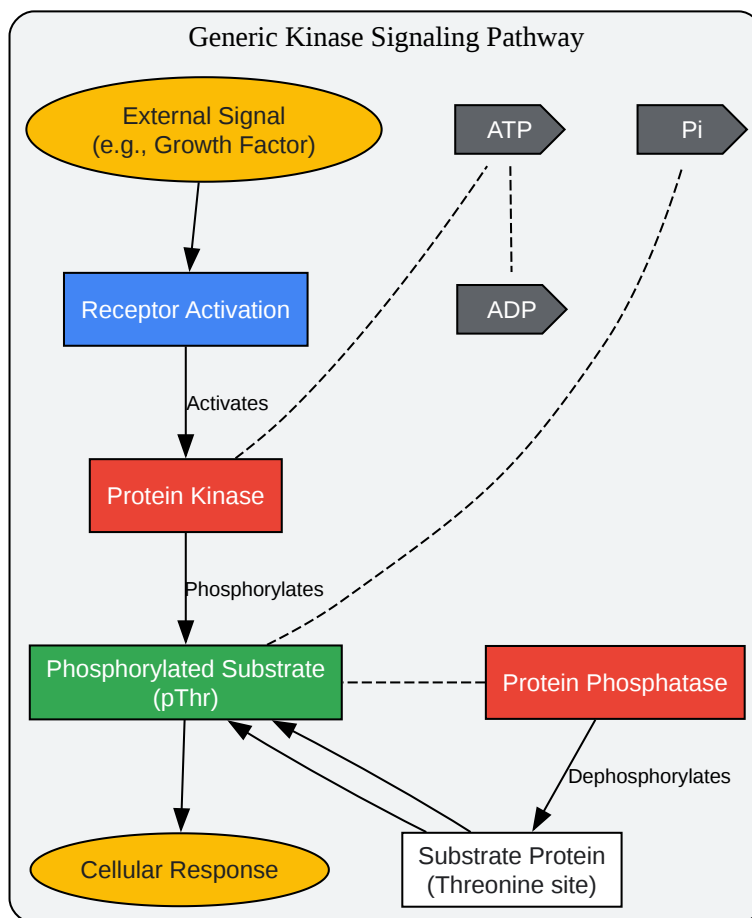 Generic Kinase Signaling Pathway
External Signal
(e.g., Growth Factor)
ATP
Pi
Receptor Activation
ADP
Activates
Protein Kinase
Phosphorylates
Phosphorylated Substrate
(pThr)
Protein Phosphatase
Dephosphorylates
Cellular Response
Substrate Protein
(Threonine site)